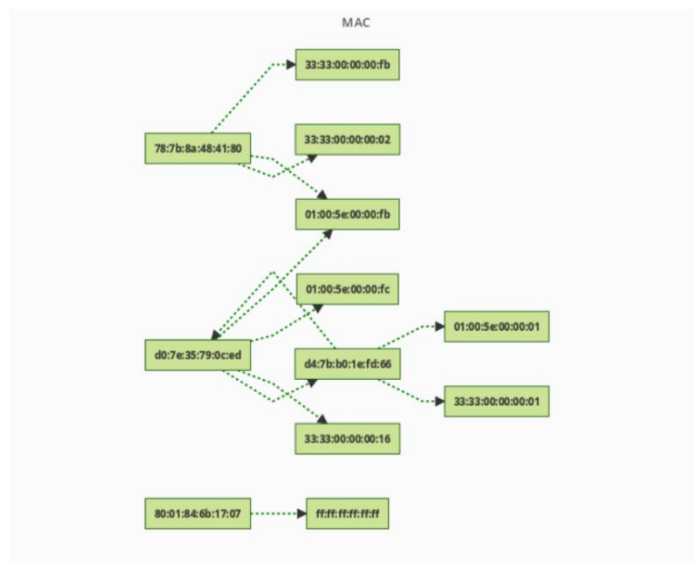 MAC
33:33:00:00:00:fb
33:33:00:00:00:02
78:7b:8a:48:41:80
01:00:5e:00:00:fb
01:00:5e:00:00:fc
01:00:5e:00:00:01
d0:7e:35:79:0c:ed
d4:7b:b0:1e:fd:66
33:33:00:00:00:01
33:33:00:00:00:16
80:01:84:6b:17:07
ff:ff:ff:ff:ff:ff